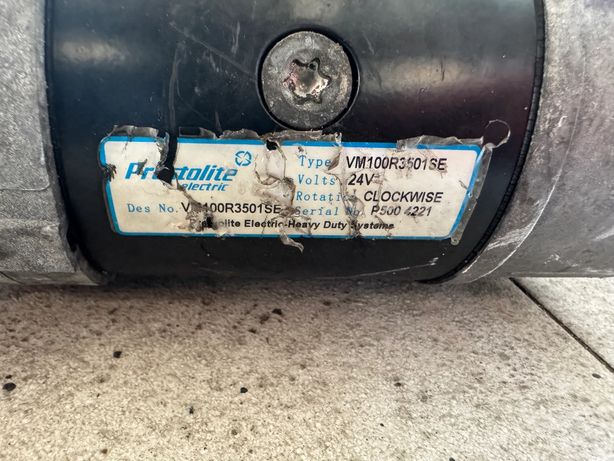 Prestolite
electric
Type VM100R3501SE
Volts 24V
Rotation CLOCKWISE
Des No. VM100R3501SE Serial No. P500 4221
Prestolite Electric-Heavy Duty Systems